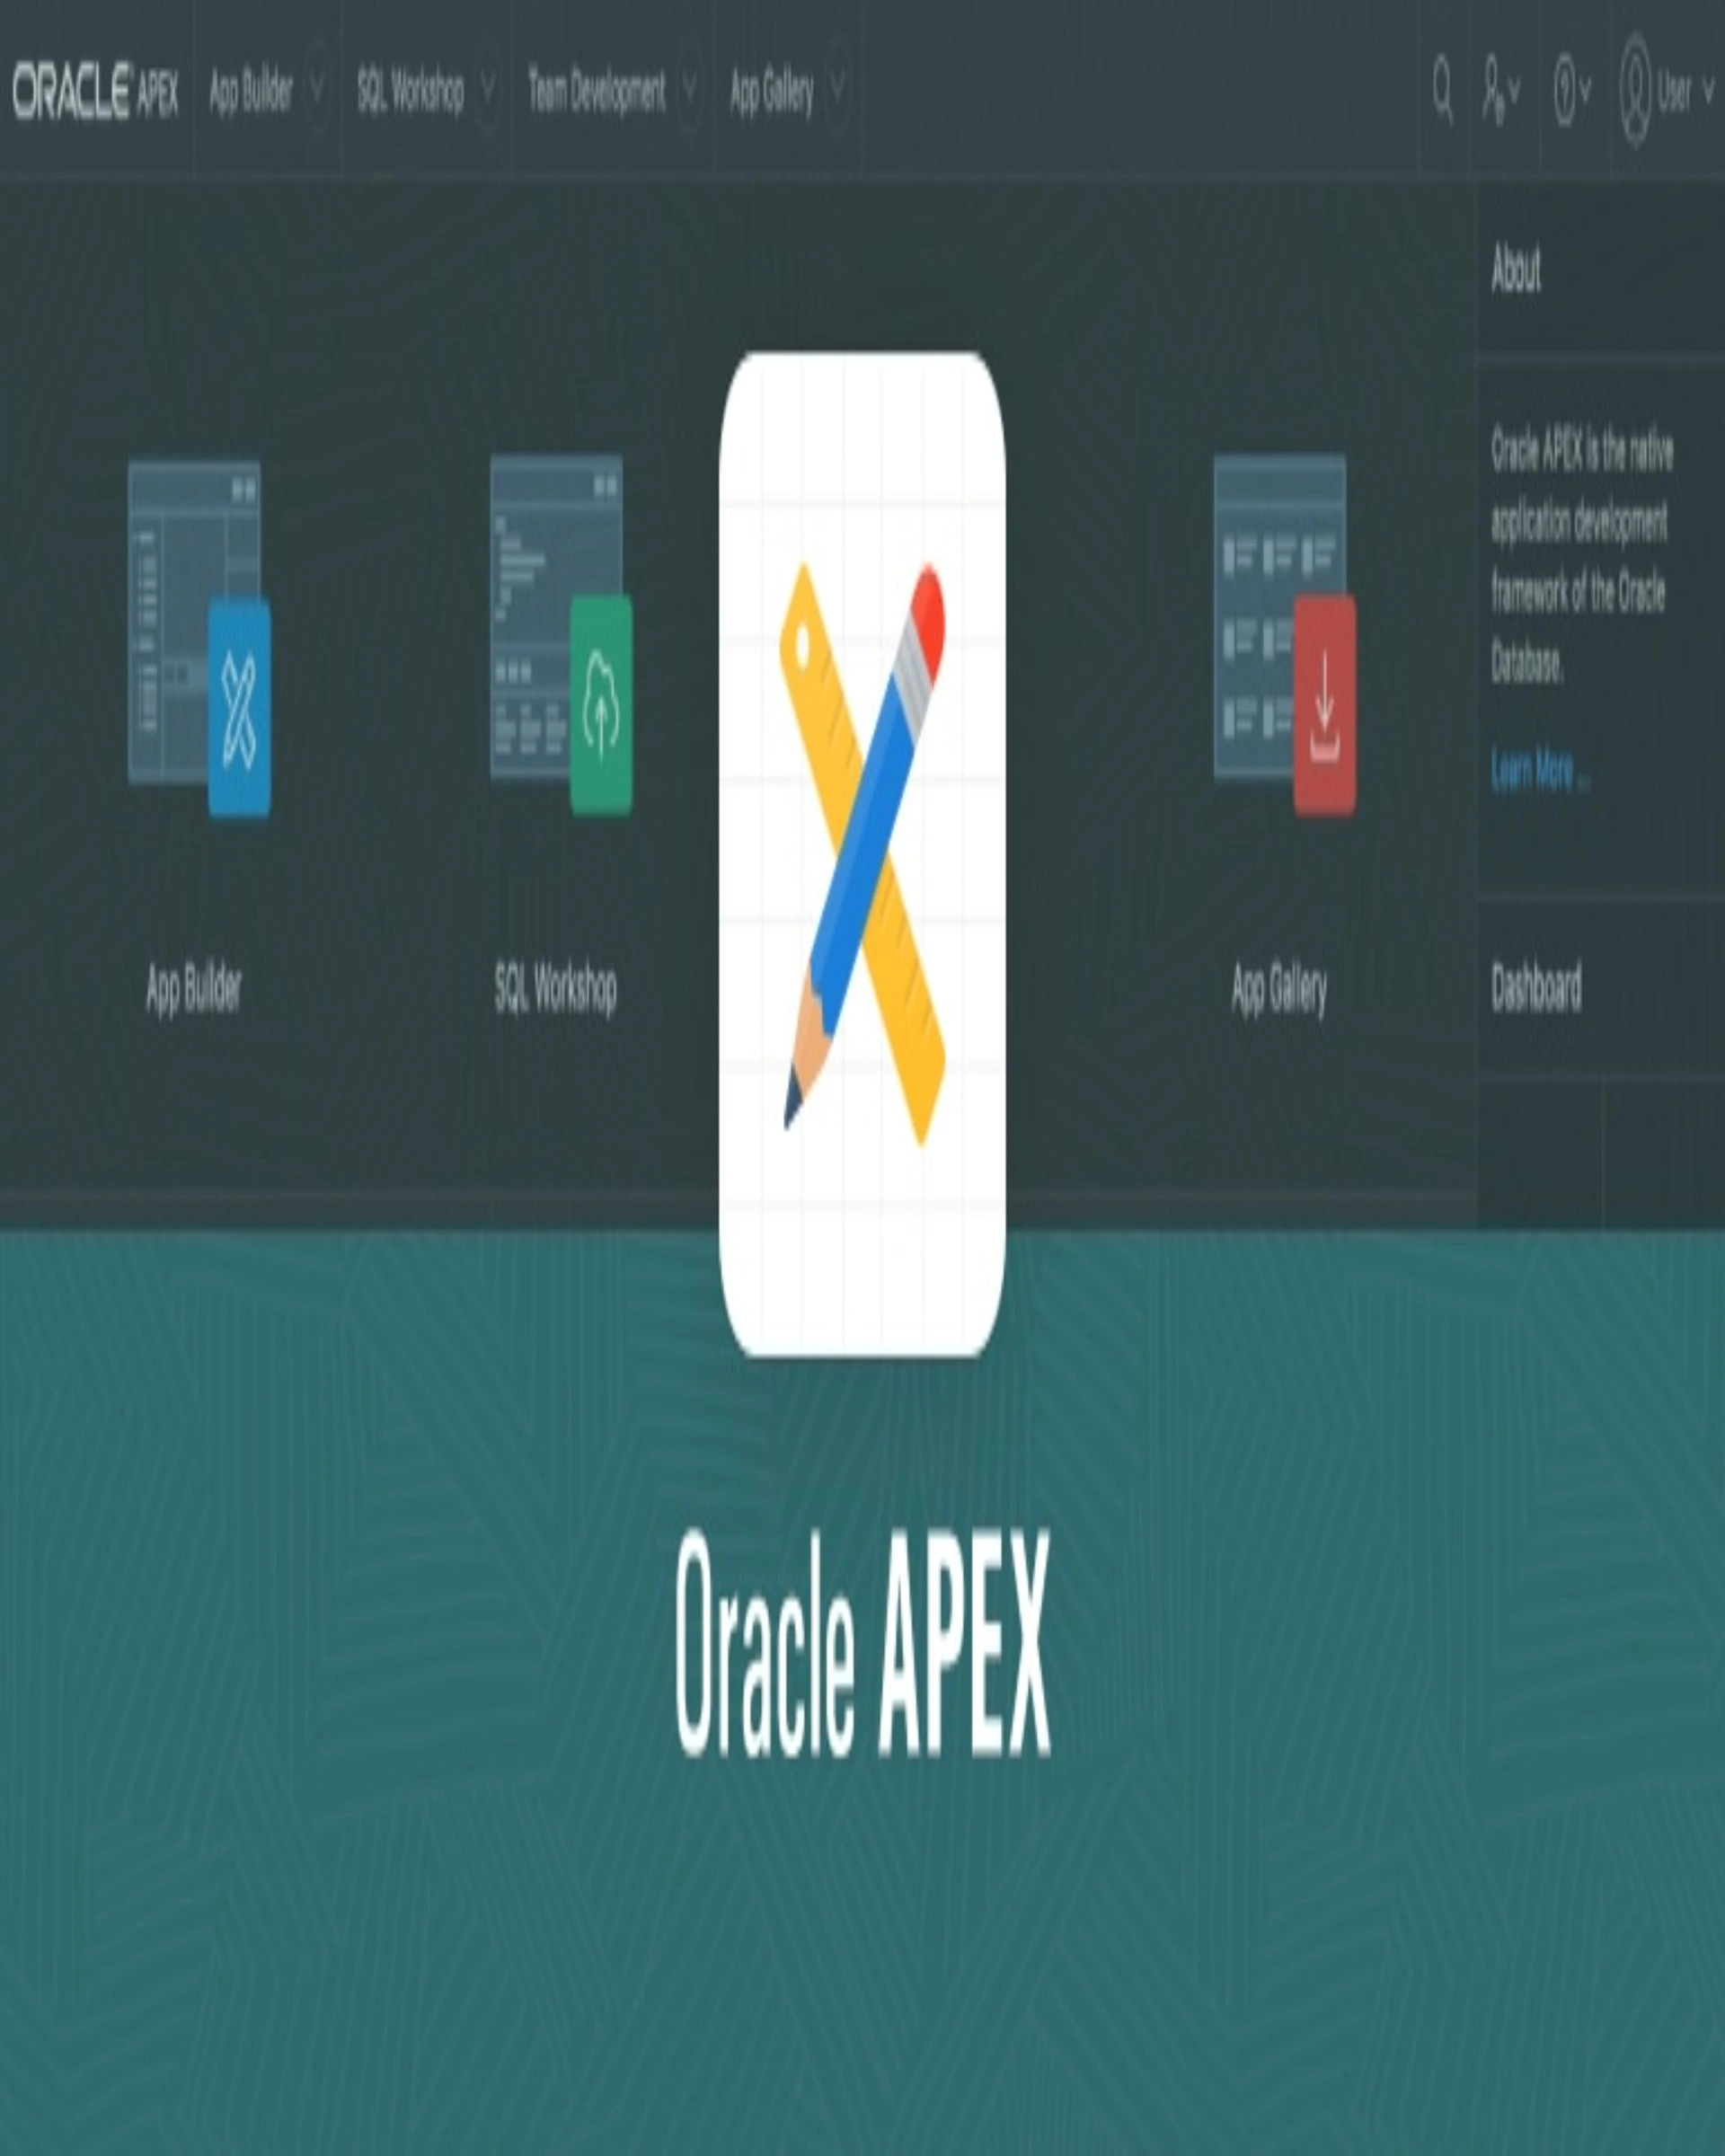 ORACLE APEX App Builder SQL Workshop Team Development App Gallery User
About
Oracle APEX is the native
application development
framework of the Oracle
Database.
Learn More ...
App Builder SQL Workshop App Gallery Dashboard
Oracle APEX